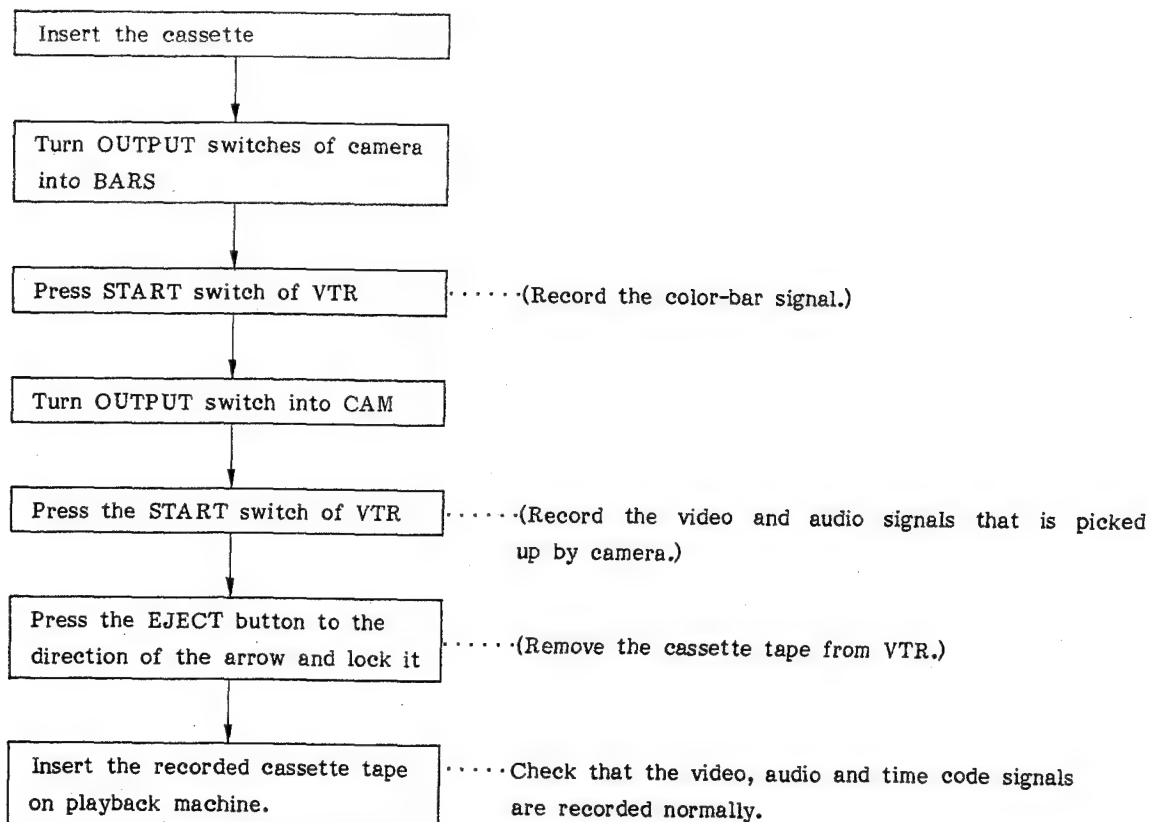 Insert the cassette
Turn OUTPUT switches of camera
into BARS
Press START switch of VTR ······(Record the color-bar signal.)
Turn OUTPUT switch into CAM
Press the START switch of VTR ······(Record the video and audio signals that is picked
up by camera.)
Press the EJECT button to the
direction of the arrow and lock it ······(Remove the cassette tape from VTR.)
Insert the recorded cassette tape ·····Check that the video, audio and time code signals
on playback machine. are recorded normally.